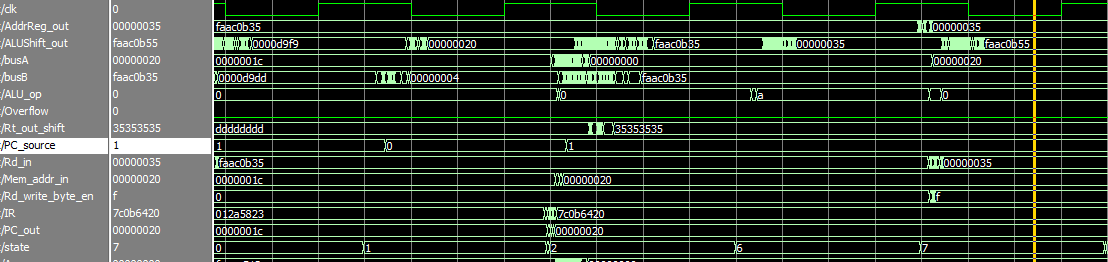 :/clk 0
:/AddrReg_out 00000035 faac0b35 00000035
:/ALUShift_out faac0b55 0000d9f9 00000020 faac0b35 00000035 faac0b55
:/busA 00000020 0000001c 00000000 00000020
:/busB faac0b35 0000d9dd 00000004 faac0b35
:/ALU_op 0 0 0 a 0
:/Overflow 0
:/Rt_out_shift 35353535 dddddddd 35353535
:/PC_source 1 1 0 1
:/Rd_in 00000035 faac0b35 00000035
:/Mem_addr_in 00000020 0000001c 00000020
:/Rd_write_byte_en f 0 f
:/IR 7c0b6420 012a5823 7c0b6420
:/PC_out 00000020 0000001c 00000020
:/state 7 0 1 2 6 7